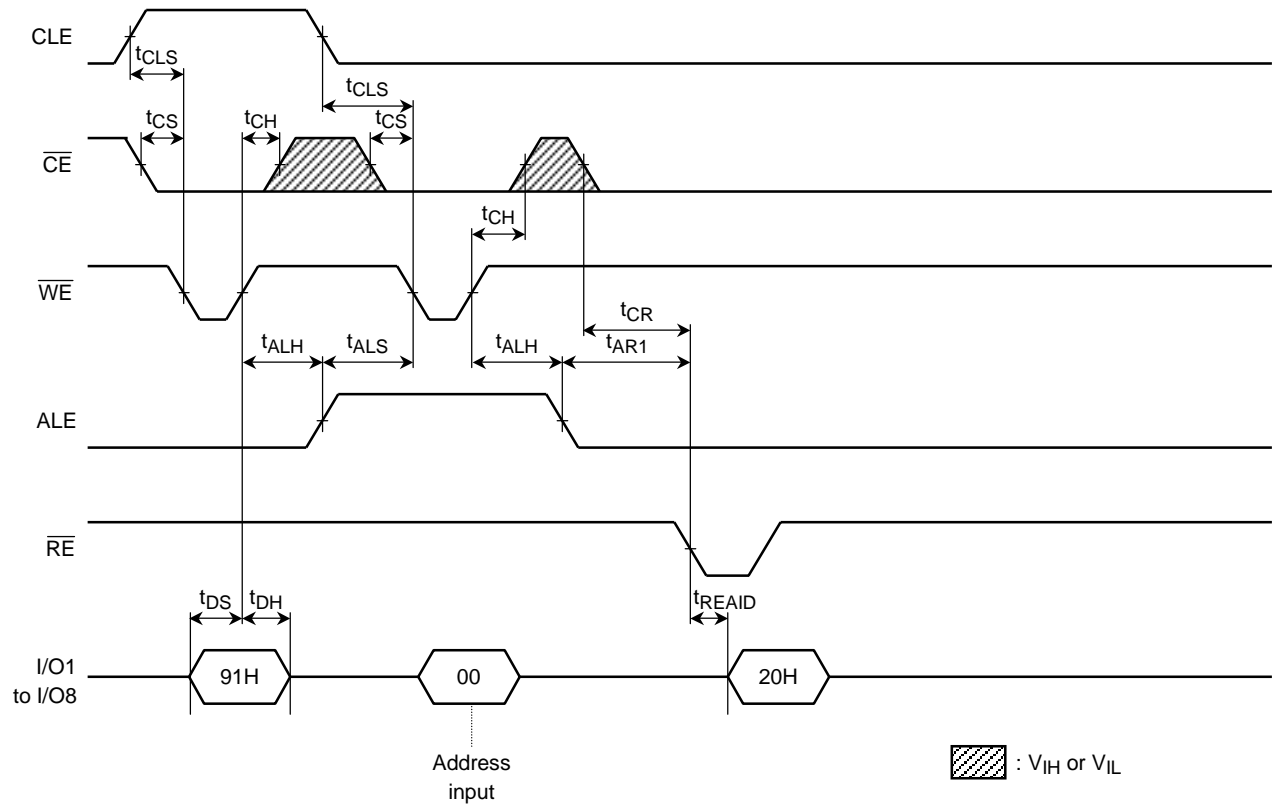 CLE
tCLS
tCLS
tCS
tCH
tCS
CE
tCH
WE
tCR
tALH
tALS
tALH
tAR1
ALE
RE
tDS
tDH
tREAID
I/O1
to I/O8
91H
00
20H
Address
input
: VIH or VIL